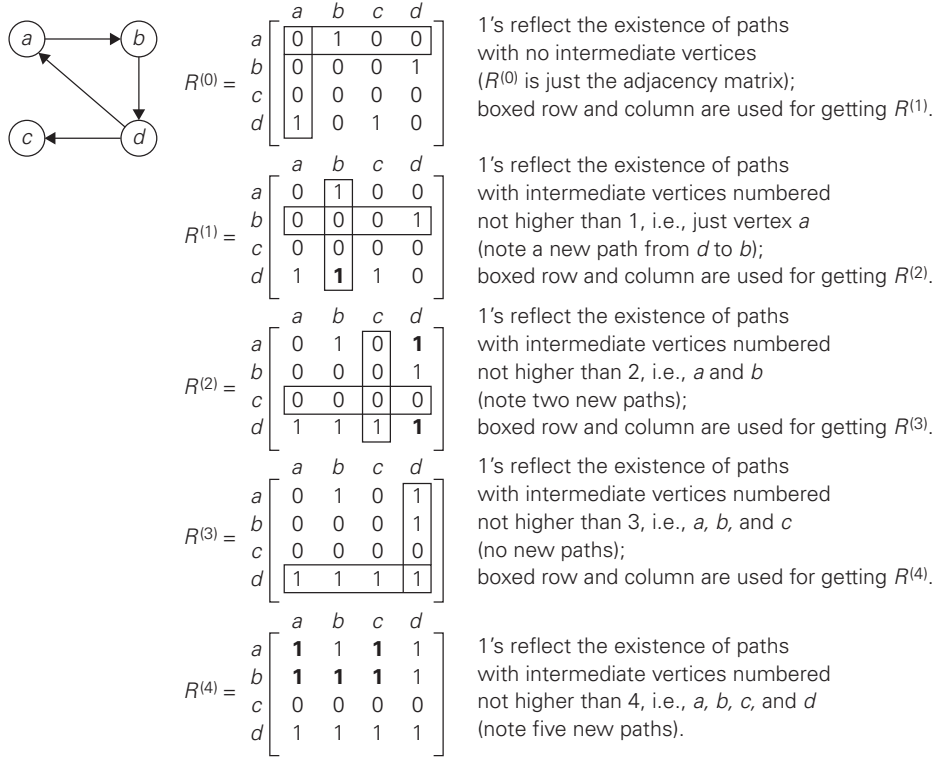 a b
c d
a b c d
a 0 1 0 0
b 0 0 0 1
R(0) =
c 0 0 0 0
d 1 0 1 0
1's reflect the existence of paths
with no intermediate vertices
(R(0) is just the adjacency matrix);
boxed row and column are used for getting R(1).
a b c d
a 0 1 0 0
b 0 0 0 1
R(1) =
c 0 0 0 0
d 1 1 1 0
1's reflect the existence of paths
with intermediate vertices numbered
not higher than 1, i.e., just vertex a
(note a new path from d to b);
boxed row and column are used for getting R(2).
a b c d
a 0 1 0 1
b 0 0 0 1
R(2) =
c 0 0 0 0
d 1 1 1 1
1's reflect the existence of paths
with intermediate vertices numbered
not higher than 2, i.e., a and b
(note two new paths);
boxed row and column are used for getting R(3).
a b c d
a 0 1 0 1
b 0 0 0 1
R(3) =
c 0 0 0 0
d 1 1 1 1
1's reflect the existence of paths
with intermediate vertices numbered
not higher than 3, i.e., a, b, and c
(no new paths);
boxed row and column are used for getting R(4).
a b c d
a 1 1 1 1
b 1 1 1 1
R(4) =
c 0 0 0 0
d 1 1 1 1
1's reflect the existence of paths
with intermediate vertices numbered
not higher than 4, i.e., a, b, c, and d
(note five new paths).